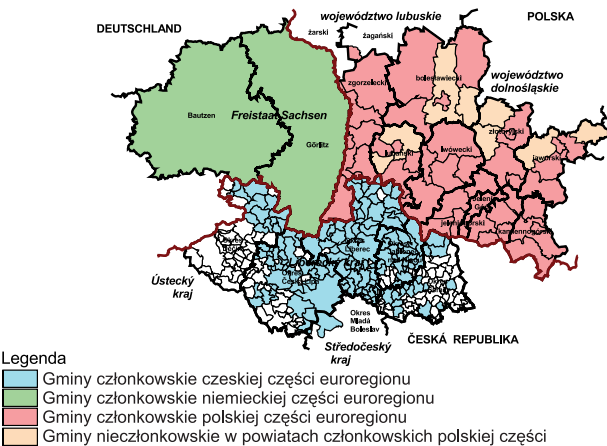 DEUTSCHLAND
województwo lubuskie
POLSKA
żarski
żagański
zgorzelecki
bolesławiecki
województwo
dolnośląskie
Bautzen
Freistaat Sachsen
Görlitz
złotoryjski
lubański
lwówecki
jaworski
Jelenia
Góra
jeleniogórski
kamiennogórski
Liberec
Ústecký
kraj
Okres
Mladá
Boleslav
Středočeský
kraj
ČESKÁ REPUBLIKA
Legenda
Gminy członkowskie czeskiej części euroregionu
Gminy członkowskie niemieckiej części euroregionu
Gminy członkowskie polskiej części euroregionu
Gminy nieczłonkowskie w powiatach członkowskich polskiej części